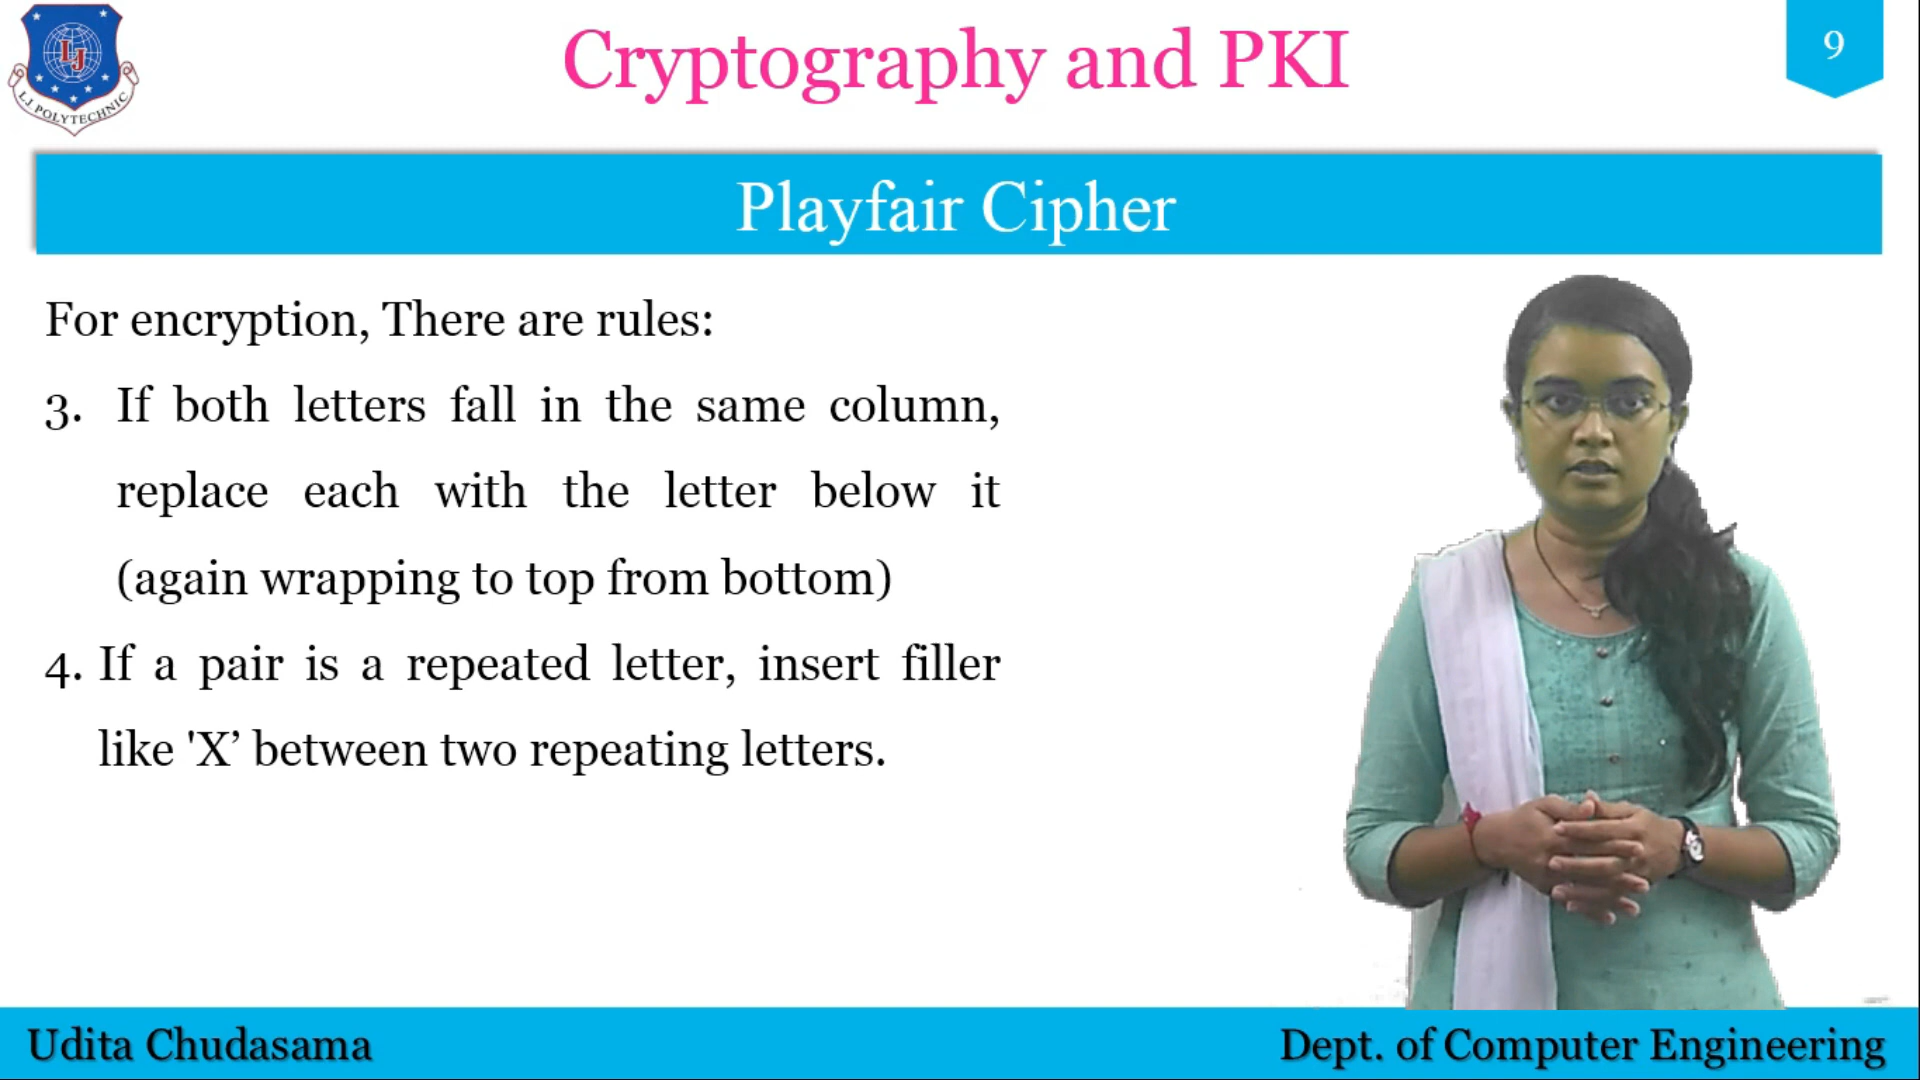 LJ
L.J POLYTECHNIC
Cryptography and PKI
9
Playfair Cipher
For encryption, There are rules:
3. If both letters fall in the same column,
replace each with the letter below it
(again wrapping to top from bottom)
4. If a pair is a repeated letter, insert filler
like 'X’ between two repeating letters.
Udita Chudasama
Dept. of Computer Engineering